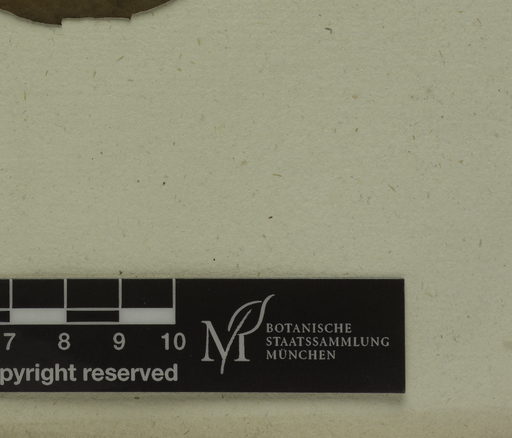 7 8 9 10
pyright reserved
BOTANISCHE
STAATSSAMMLUNG
MÜNCHEN